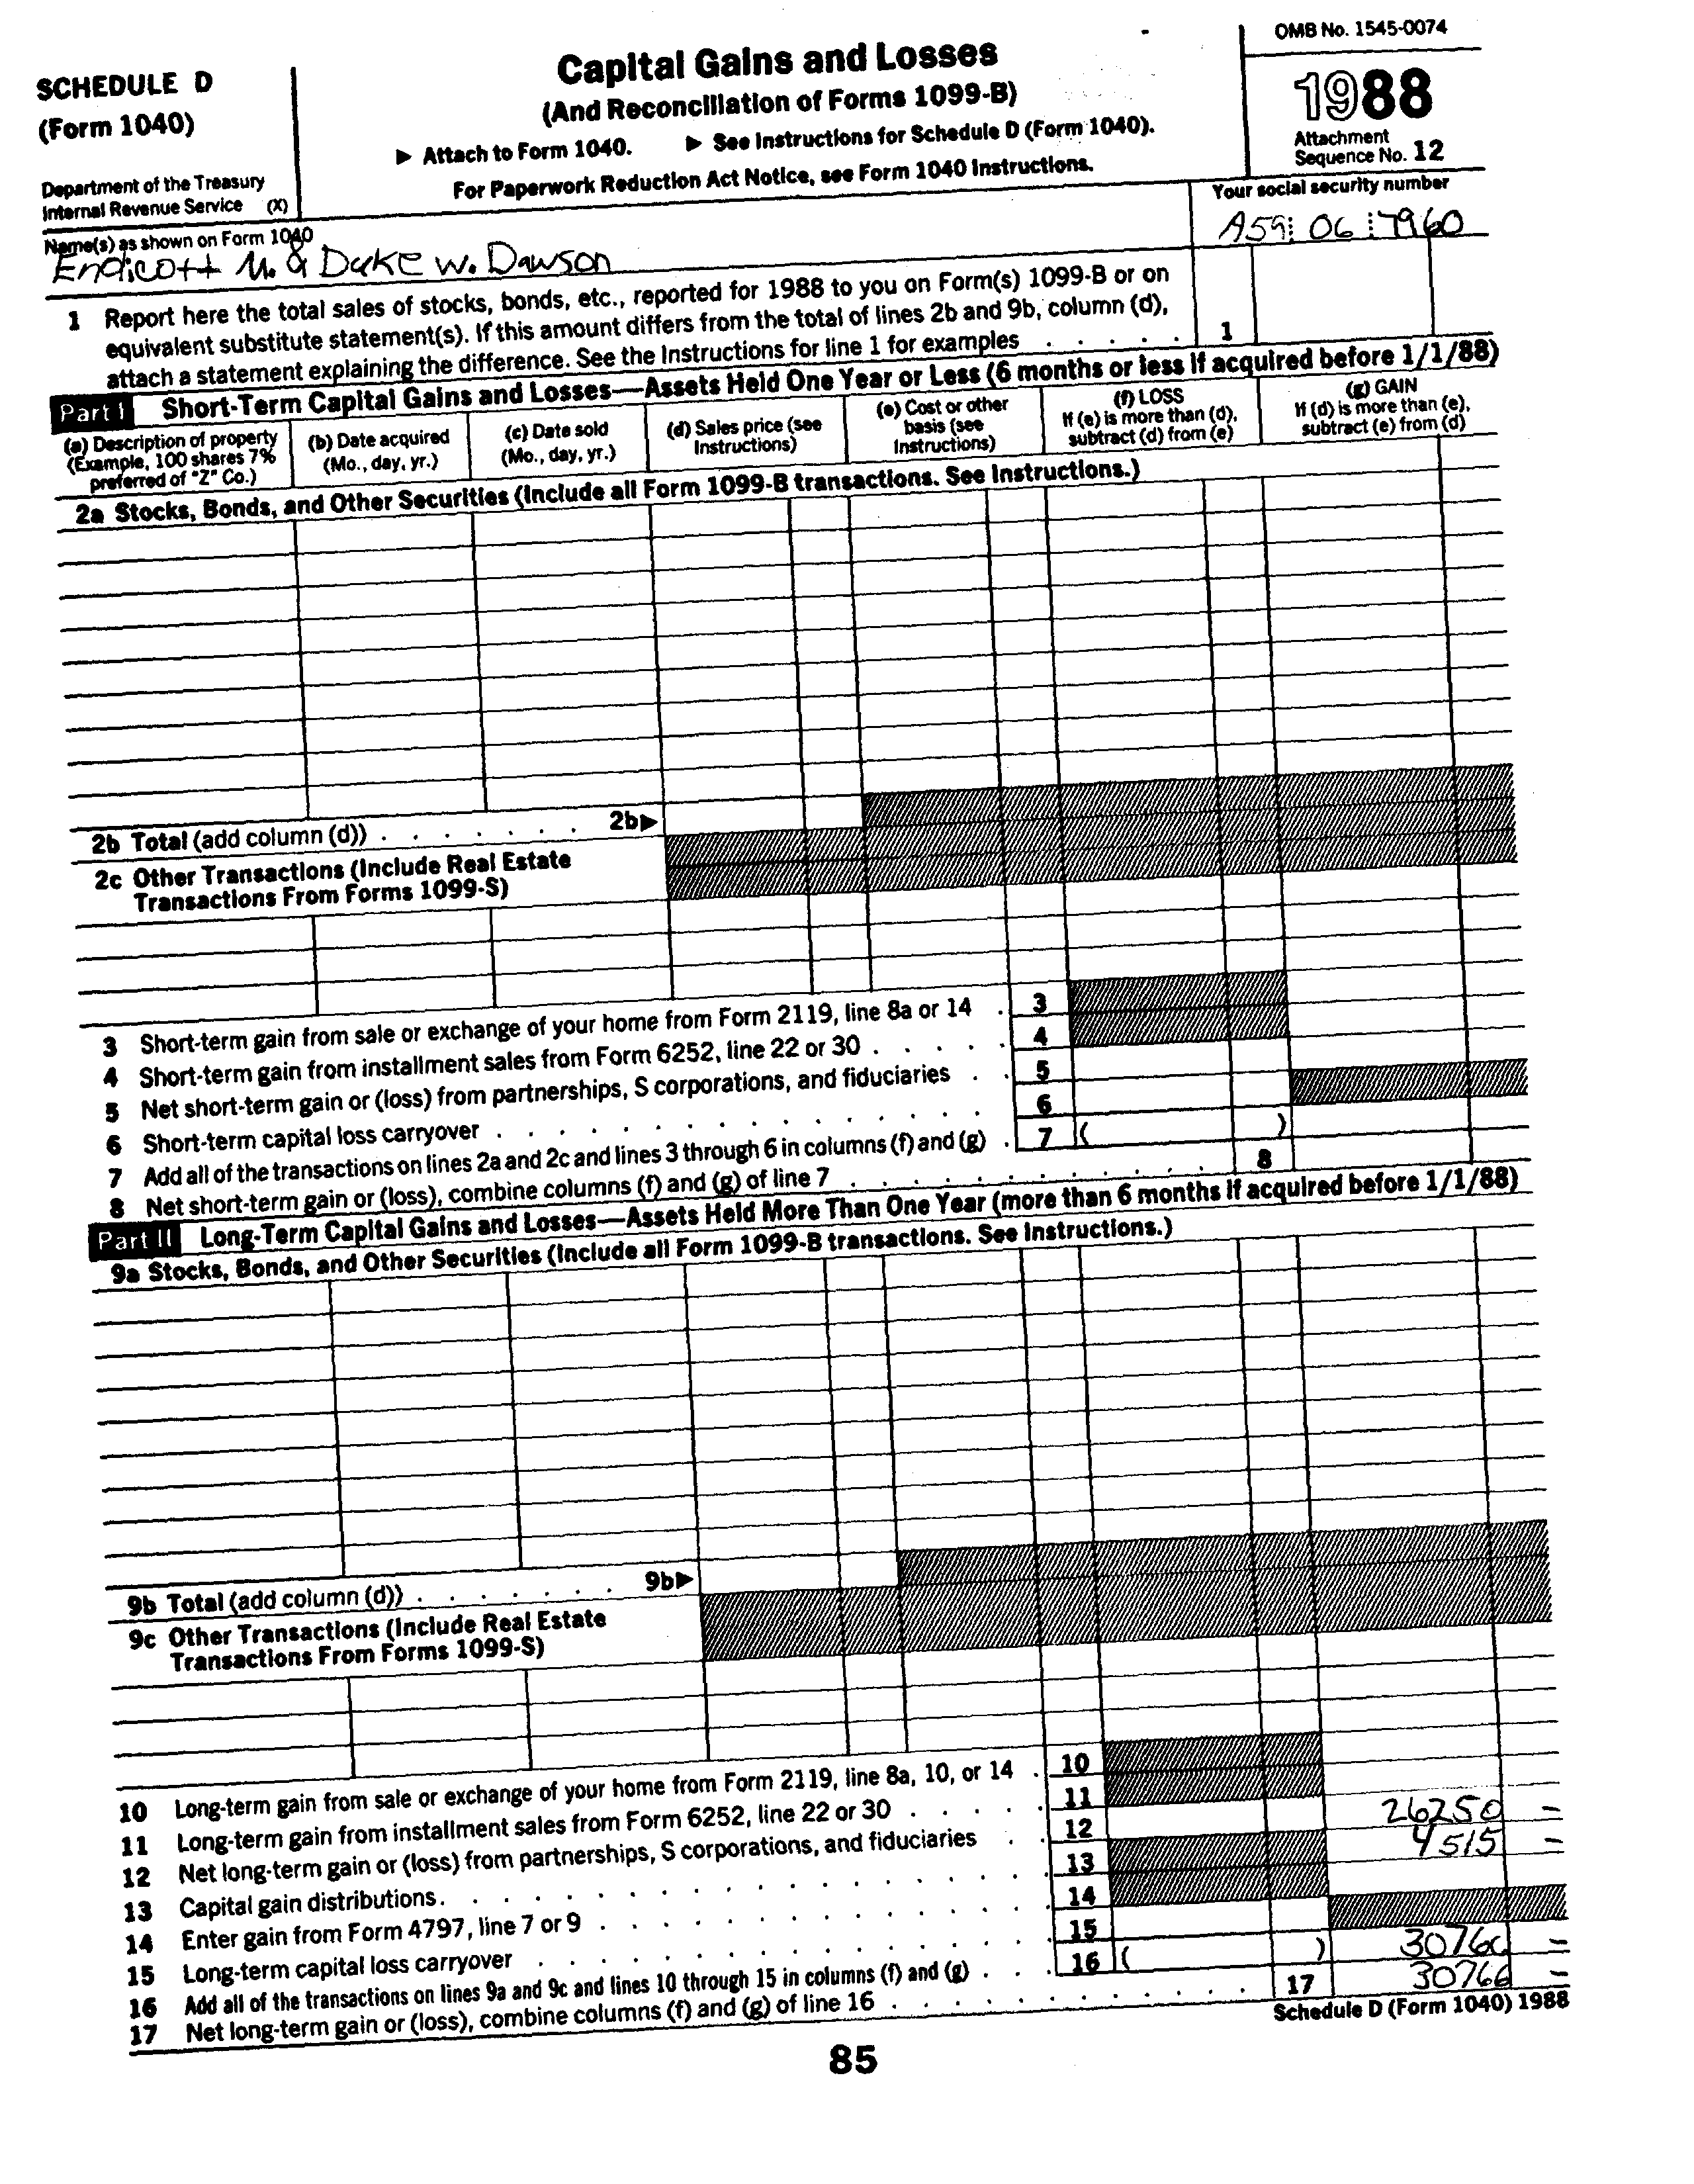 SCHEDULE D
(Form 1040)
Department of the Treasury
Internal Revenue Service (X)
Capital Gains and Losses
(And Reconciliation of Forms 1099-B)
▶ Attach to Form 1040. ▶ See Instructions for Schedule D (Form 1040).
For Paperwork Reduction Act Notice, see Form 1040 Instructions.
OMB No. 1545-0074
1988
Attachment
Sequence No. 12
Name(s) as shown on Form 1040
Endicott M. & Duke W. Dawson
Your social security number
A59 06 7960
1 Report here the total sales of stocks, bonds, etc., reported for 1988 to you on Form(s) 1099-B or on
equivalent substitute statement(s). If this amount differs from the total of lines 2b and 9b, column (d),
attach a statement explaining the difference. See the Instructions for line 1 for examples . . . . . 1
Part I Short-Term Capital Gains and Losses—Assets Held One Year or Less (6 months or less if acquired before 1/1/88)
(a) Description of property
(Example, 100 shares 7%
preferred of "Z" Co.)
(b) Date acquired
(Mo., day, yr.)
(c) Date sold
(Mo., day, yr.)
(d) Sales price (see
Instructions)
(e) Cost or other
basis (see
Instructions)
(f) LOSS
If (e) is more than (d),
subtract (d) from (e)
(g) GAIN
If (d) is more than (e),
subtract (e) from (d)
2a Stocks, Bonds, and Other Securities (Include all Form 1099-B transactions. See Instructions.)
2b Total (add column (d)) . . . . . . . 2b▶
2c Other Transactions (Include Real Estate
Transactions From Forms 1099-S)
3 Short-term gain from sale or exchange of your home from Form 2119, line 8a or 14 . 3
4 Short-term gain from installment sales from Form 6252, line 22 or 30 . . . . . 4
5 Net short-term gain or (loss) from partnerships, S corporations, and fiduciaries . . 5
6 Short-term capital loss carryover . . . . . . . . . . . . . 6
7 Add all of the transactions on lines 2a and 2c and lines 3 through 6 in columns (f) and (g) . 7 ( )
8 Net short-term gain or (loss), combine columns (f) and (g) of line 7 . . . . . . . . . . . . 8
Part II Long-Term Capital Gains and Losses—Assets Held More Than One Year (more than 6 months if acquired before 1/1/88)
9a Stocks, Bonds, and Other Securities (Include all Form 1099-B transactions. See Instructions.)
9b Total (add column (d)) . . . . . . . 9b▶
9c Other Transactions (Include Real Estate
Transactions From Forms 1099-S)
10 Long-term gain from sale or exchange of your home from Form 2119, line 8a, 10, or 14 . 10
11 Long-term gain from installment sales from Form 6252, line 22 or 30 . . . . . 11
12 Net long-term gain or (loss) from partnerships, S corporations, and fiduciaries . . 12 26250 =
13 Capital gain distributions. . . . . . . . . . . . . . . . 13 4515 =
14 Enter gain from Form 4797, line 7 or 9 . . . . . . . . . . . . 14
15 Long-term capital loss carryover . . . . . . . . . . . . . . 15
16 Add all of the transactions on lines 9a and 9c and lines 10 through 15 in columns (f) and (g) . . . 16 ( ) 30766 =
17 Net long-term gain or (loss), combine columns (f) and (g) of line 16 . . . . . . . . . . . . 17 30766 =
Schedule D (Form 1040) 1988
85